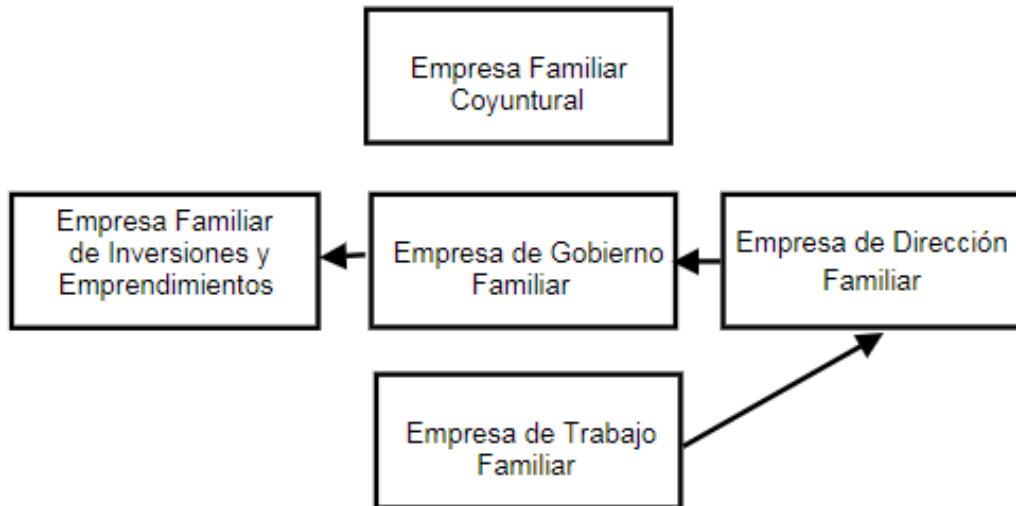 Empresa Familiar
Coyuntural
Empresa Familiar
de Inversiones y
Emprendimientos
Empresa de Gobierno
Familiar
Empresa de Dirección
Familiar
Empresa de Trabajo
Familiar